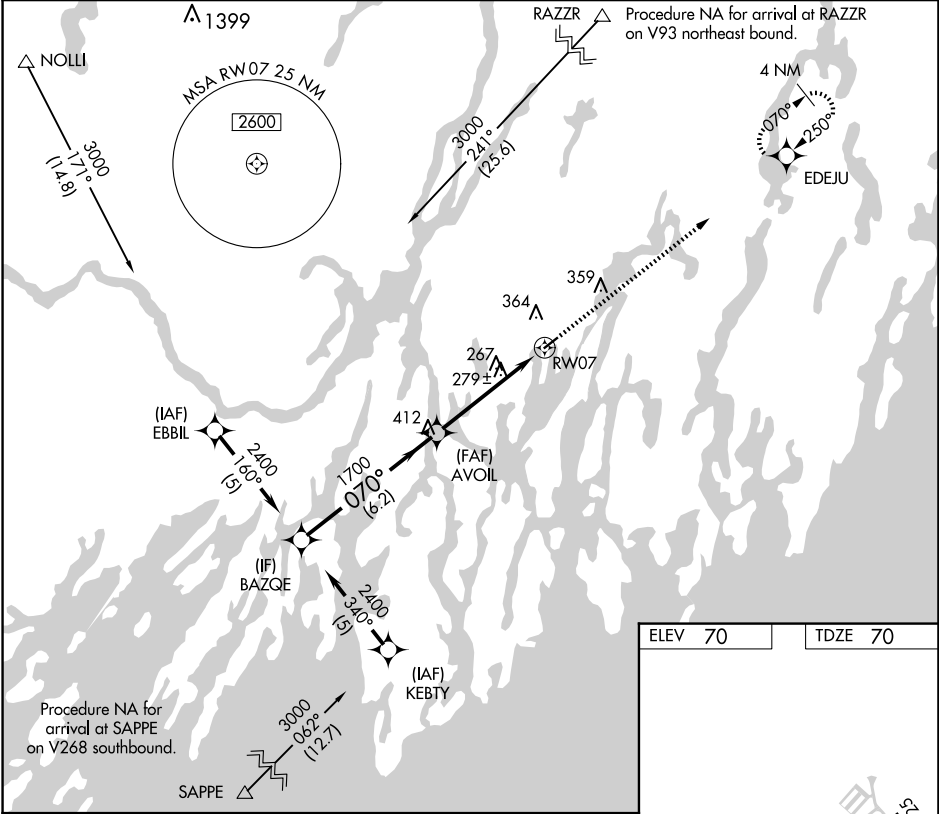 1399
RAZZR
Procedure NA for arrival at RAZZR
on V93 northeast bound.
NOLLI
MSA RW07 25 NM
2600
4 NM
070°
250°
EDEJU
3000
171°
(14.8)
3000
241°
(25.6)
359
364
267
279±
RW07
412
(IAF)
EBBIL
(FAF)
AVOIL
2400
160°
(5)
1700
070°
(6.2)
(IF)
BAZQE
2400
340°
(5)
(IAF)
KEBTY
ELEV 70
TDZE 70
Procedure NA for
arrival at SAPPE
on V268 southbound.
3000
062°
(12.7)
SAPPE
25